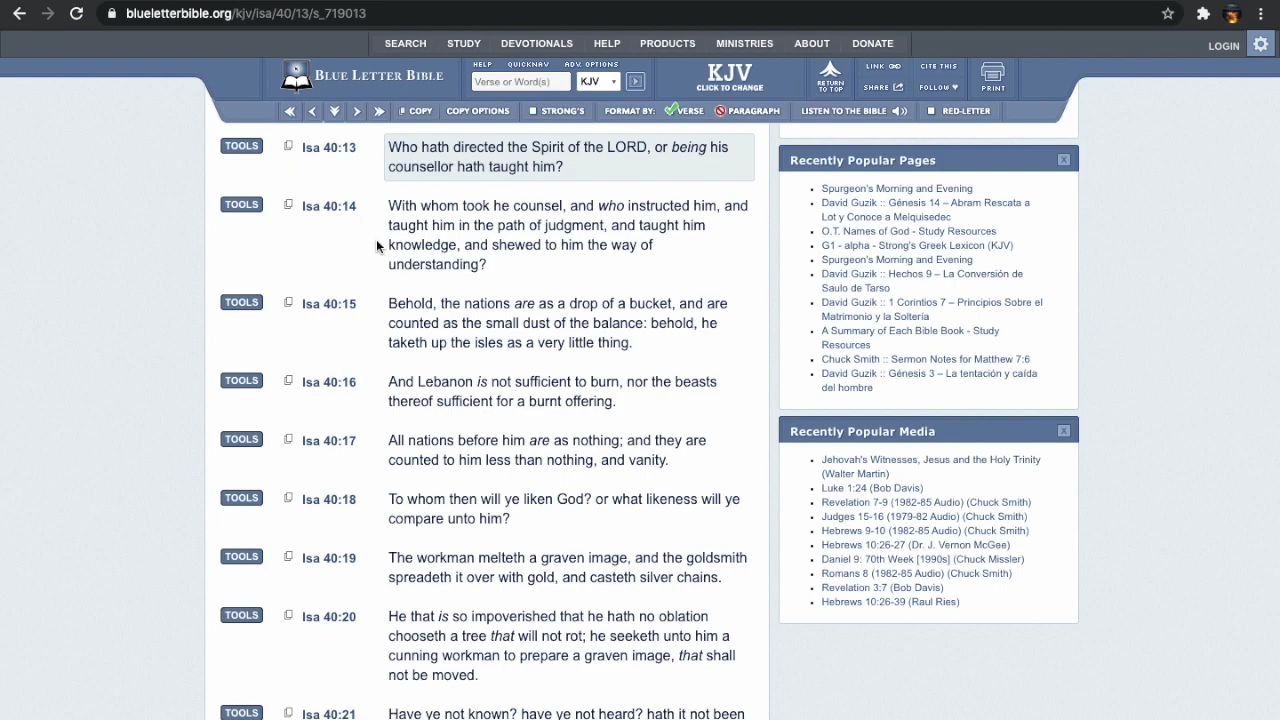 blueletterbible.org/kjv/isa/40/13/s_719013
SEARCH STUDY DEVOTIONALS HELP PRODUCTS MINISTRIES ABOUT DONATE
LOGIN
BLUE LETTER BIBLE
HELP QUICKNAV ADV. OPTIONS
Verse or Word(s) KJV
KJV
CLICK TO CHANGE
RETURN
TO TOP
LINK CITE THIS
SHARE FOLLOW
PRINT
COPY COPY OPTIONS STRONG'S FORMAT BY: VERSE PARAGRAPH LISTEN TO THE BIBLE RED-LETTER
TOOLS Isa 40:13 Who hath directed the Spirit of the LORD, or being his
counsellor hath taught him?
TOOLS Isa 40:14 With whom took he counsel, and who instructed him, and
taught him in the path of judgment, and taught him
knowledge, and shewed to him the way of
understanding?
TOOLS Isa 40:15 Behold, the nations are as a drop of a bucket, and are
counted as the small dust of the balance: behold, he
taketh up the isles as a very little thing.
TOOLS Isa 40:16 And Lebanon is not sufficient to burn, nor the beasts
thereof sufficient for a burnt offering.
TOOLS Isa 40:17 All nations before him are as nothing; and they are
counted to him less than nothing, and vanity.
TOOLS Isa 40:18 To whom then will ye liken God? or what likeness will ye
compare unto him?
TOOLS Isa 40:19 The workman melteth a graven image, and the goldsmith
spreadeth it over with gold, and casteth silver chains.
TOOLS Isa 40:20 He that is so impoverished that he hath no oblation
chooseth a tree that will not rot; he seeketh unto him a
cunning workman to prepare a graven image, that shall
not be moved.
TOOLS Isa 40:21 Have ye not known? have ye not heard? hath it not been
Recently Popular Pages
Spurgeon's Morning and Evening
David Guzik :: Génesis 14 – Abram Rescata a
Lot y Conoce a Melquisedec
O.T. Names of God - Study Resources
G1 - alpha - Strong's Greek Lexicon (KJV)
Spurgeon's Morning and Evening
David Guzik :: Hechos 9 – La Conversión de
Saulo de Tarso
David Guzik :: 1 Corintios 7 – Principios Sobre el
Matrimonio y la Soltería
A Summary of Each Bible Book - Study
Resources
Chuck Smith :: Sermon Notes for Matthew 7:6
David Guzik :: Génesis 3 – La tentación y caída
del hombre
Recently Popular Media
Jehovah's Witnesses, Jesus and the Holy Trinity
(Walter Martin)
Luke 1:24 (Bob Davis)
Revelation 7-9 (1982-85 Audio) (Chuck Smith)
Judges 15-16 (1979-82 Audio) (Chuck Smith)
Hebrews 9-10 (1982-85 Audio) (Chuck Smith)
Hebrews 10:26-27 (Dr. J. Vernon McGee)
Daniel 9: 70th Week [1990s] (Chuck Missler)
Romans 8 (1982-85 Audio) (Chuck Smith)
Revelation 3:7 (Bob Davis)
Hebrews 10:26-39 (Raul Ries)